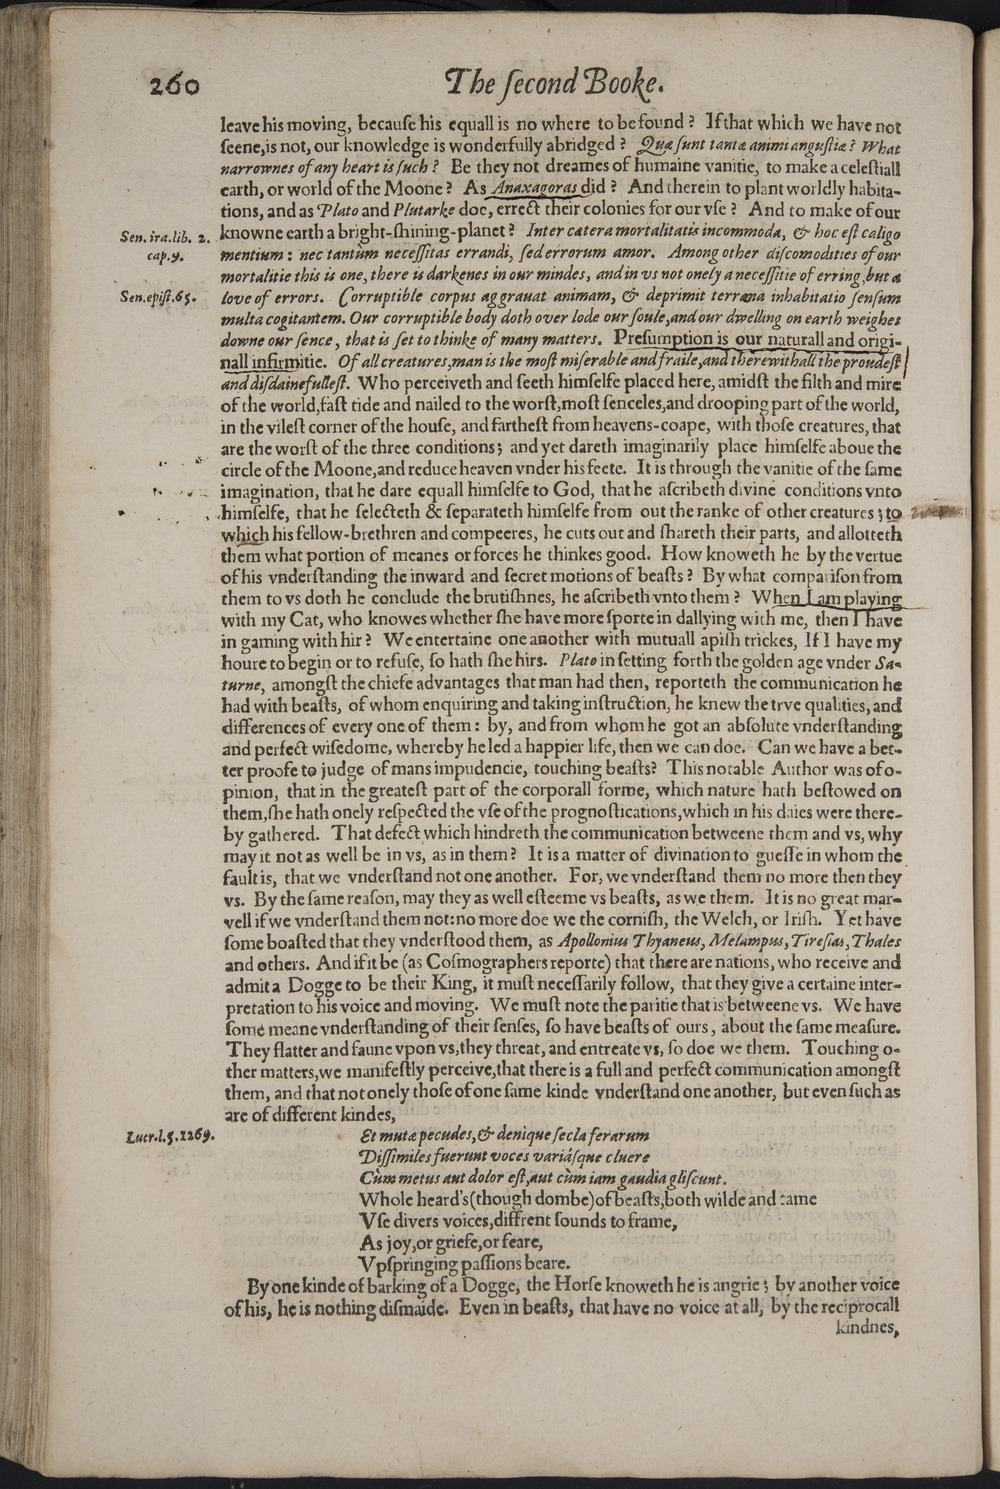 260
The ſecond Booke.
leave his moving, becauſe his equall is no where to be found? If that which we have not
ſeene, is not, our knowledge is wonderfully abridged? Quæ ſunt tantæ animi anguſtiæ? What
narrownes of any heart is ſuch? Be they not dreames of humaine vanitie, to make a celeſtiall
earth, or world of the Moone? As Anaxagoras did? And therein to plant worldly habita-
tions, and as Plato and Plutarke doe, errect their colonies for our vſe? And to make of our
Sen. ira. lib. 2. knowne earth a bright-ſhining-planet? Inter cætera mortalitatis incommoda, & hoc eſt caligo
cap. 9. mentium: nec tantùm neceſſitas errandi, ſed errorum amor. Among other diſcomodities of our
mortalitie this is one, there is darkenes in our mindes, and in vs not onely a neceſſitie of erring, but a
Sen. epiſt. 65. love of errors. Corruptible corpus aggrauat animam, & deprimit terræna inhabitatio ſenſum
multa cogitantem. Our corruptible body doth over lode our ſoule, and our dwelling on earth weighes
downe our ſence, that is ſet to thinke of many matters. Preſumption is our naturall and origi-
nall infirmitie. Of all creatures, man is the moſt miſerable and fraile, and therewithall the proudeſt
and diſdainefulleſt. Who perceiveth and ſeeth himſelfe placed here, amidſt the filth and mire
of the world, faſt tide and nailed to the worſt, moſt ſenceles, and drooping part of the world,
in the vileſt corner of the houſe, and fartheſt from heavens-coape, with thoſe creatures, that
are the worſt of the three conditions; and yet dareth imaginarily place himſelfe aboue the
circle of the Moone, and reduce heaven vnder his feete. It is through the vanitie of the ſame
imagination, that he dare equall himſelfe to God, that he aſcribeth divine conditions vnto
himſelfe, that he ſelecteth & ſeparateth himſelfe from out the ranke of other creatures; to
which his fellow-brethren and compeeres, he cuts out and ſhareth their parts, and allotteth
them what portion of meanes or forces he thinkes good. How knoweth he by the vertue
of his vnderſtanding the inward and ſecret motions of beaſts? By what compariſon from
them to vs doth he conclude the brutiſhnes, he aſcribeth vnto them? When I am playing
with my Cat, who knowes whether ſhe have more ſporte in dallying with me, then I have
in gaming with hir? We entertaine one another with mutuall apiſh trickes, If I have my
houre to begin or to refuſe, ſo hath ſhe hirs. Plato in ſetting forth the golden age vnder Sa-
turne, amongſt the chiefe advantages that man had then, reporteth the communication he
had with beaſts, of whom enquiring and taking inſtruction, he knew the trve qualities, and
differences of every one of them: by, and from whom he got an abſolute vnderſtanding
and perfect wiſedome, whereby he led a happier life, then we can doe. Can we have a bet-
ter proofe to judge of mans impudencie, touching beaſts? This notable Author was of o-
pinion, that in the greateſt part of the corporall forme, which nature hath beſtowed on
them, ſhe hath onely reſpected the vſe of the prognoſtications, which in his daies were there-
by gathered. That defect which hindreth the communication betweene them and vs, why
may it not as well be in vs, as in them? It is a matter of divination to gueſſe in whom the
fault is, that we vnderſtand not one another. For, we vnderſtand them no more then they
vs. By the ſame reaſon, may they as well eſteeme vs beaſts, as we them. It is no great mar-
vell if we vnderſtand them not: no more doe we the corniſh, the Welch, or Iriſh. Yet have
ſome boaſted that they vnderſtood them, as Apollonius Thyaneus, Melampus, Tireſias, Thales
and others. And if it be (as Coſmographers reporte) that there are nations, who receive and
admit a Dogge to be their King, it muſt neceſſarily follow, that they give a certaine inter-
pretation to his voice and moving. We muſt note the paritie that is betweene vs. We have
ſome meane vnderſtanding of their ſenſes, ſo have beaſts of ours, about the ſame meaſure.
They flatter and faune vpon vs, they threat, and entreate vs, ſo doe we them. Touching o-
ther matters, we manifeſtly perceive, that there is a full and perfect communication amongſt
them, and that not onely thoſe of one ſame kinde vnderſtand one another, but even ſuch as
are of different kindes,
Lucr. l. 5. 1269. Et mutæ pecudes, & denique ſecla ferarum
Diſſimiles fuerunt voces variáſque cluere
Cùm metus aut dolor eſt, aut cùm iam gaudia gliſcunt.
Whole heard's (though dombe) of beaſts, both wilde and tame
Vſe divers voices, diffrent ſounds to frame,
As joy, or griefe, or feare,
Vpſpringing paſſions beare.
By one kinde of barking of a Dogge, the Horſe knoweth he is angrie; by another voice
of his, he is nothing diſmaide. Even in beaſts, that have no voice at all, by the reciprocall
kindnes,